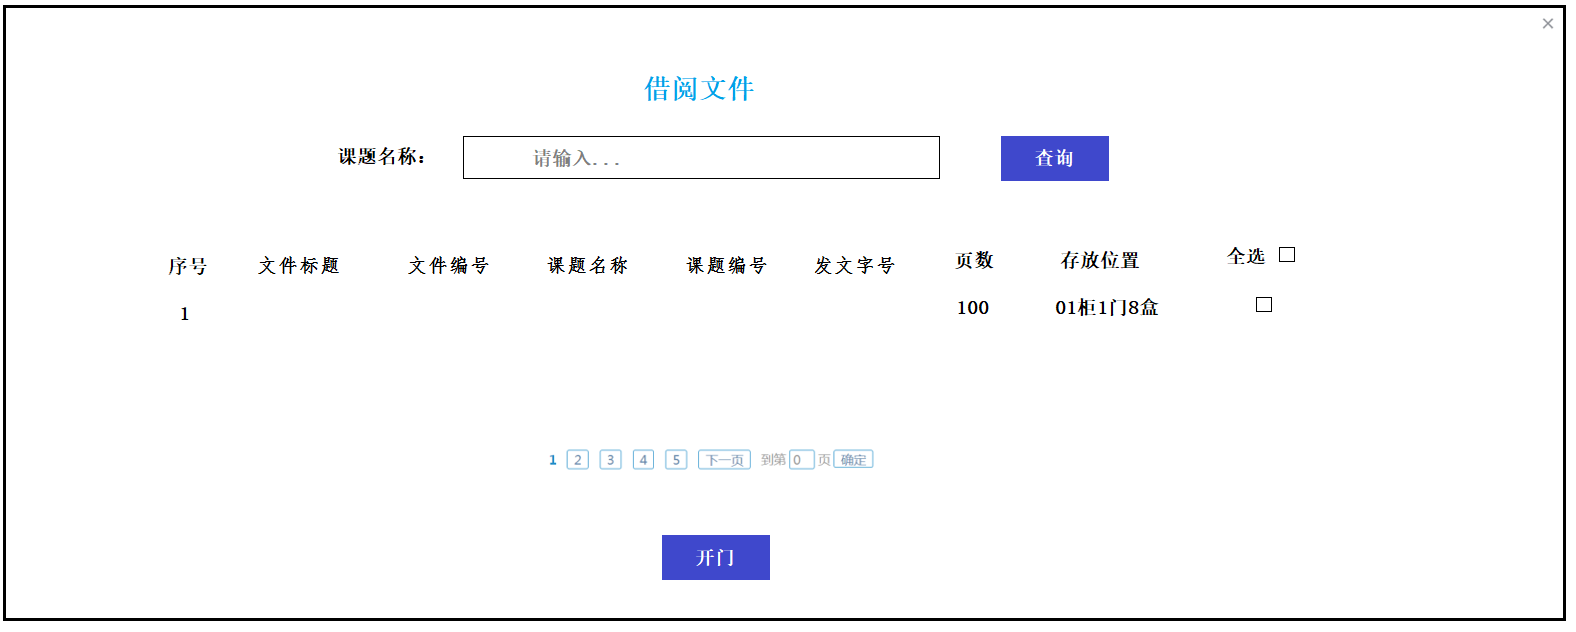 ×
借阅文件
课题名称： 请输入... 查询
序号 文件标题 文件编号 课题名称 课题编号 发文字号 页数 存放位置 全选
1 100 01柜1门8盒
1 2 3 4 5 下一页 到第 0 页 确定
开门